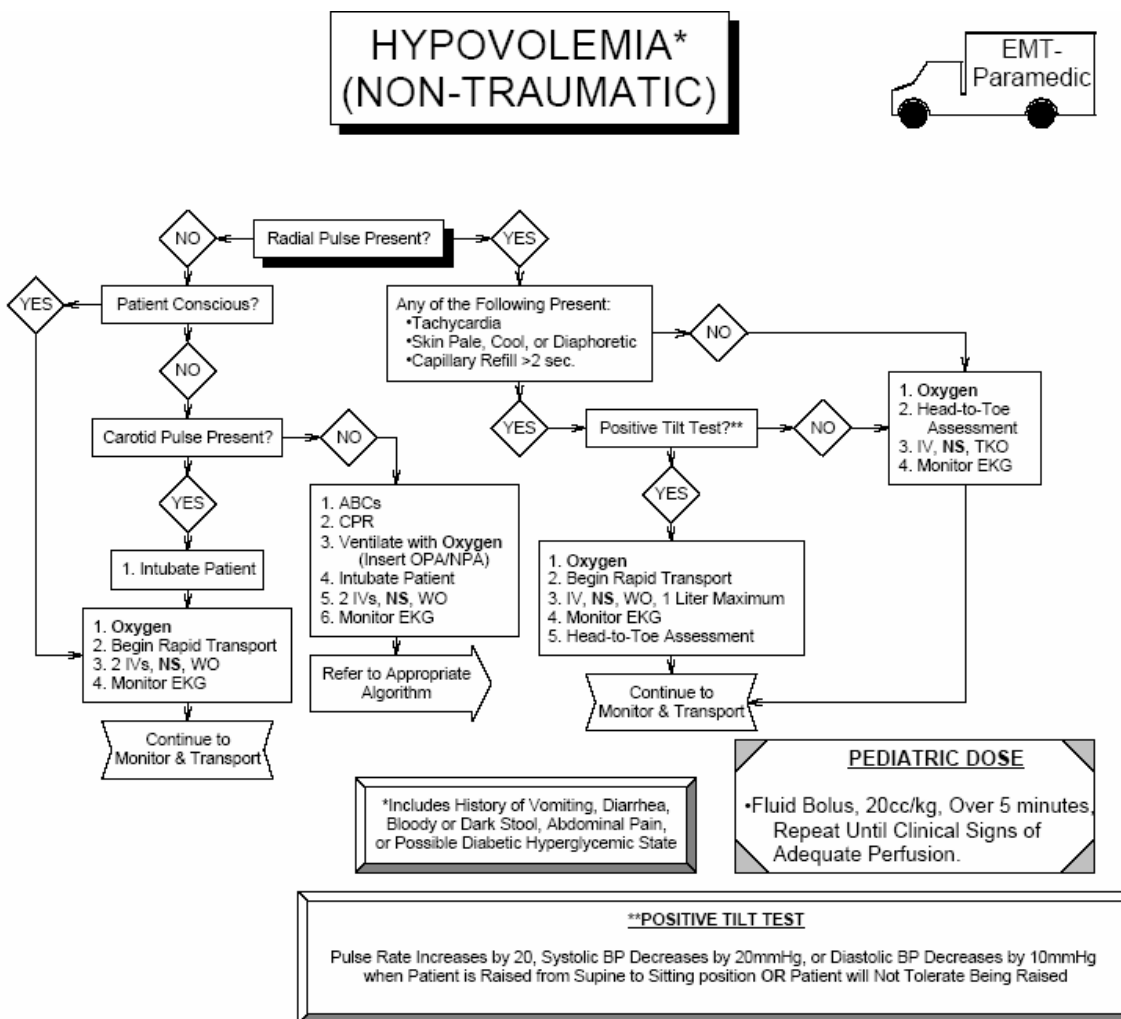 HYPOVOLEMIA*
(NON-TRAUMATIC)
EMT-
Paramedic
NO
Radial Pulse Present?
YES
YES
Patient Conscious?
Any of the Following Present:
•Tachycardia
•Skin Pale, Cool, or Diaphoretic
•Capillary Refill >2 sec.
NO
NO
1. Oxygen
2. Head-to-Toe
Assessment
3. IV, NS, TKO
4. Monitor EKG
Carotid Pulse Present?
NO
YES
Positive Tilt Test?**
NO
YES
YES
1. ABCs
2. CPR
3. Ventilate with Oxygen
(Insert OPA/NPA)
4. Intubate Patient
5. 2 IVs, NS, WO
6. Monitor EKG
1. Intubate Patient
1. Oxygen
2. Begin Rapid Transport
3. IV, NS, WO, 1 Liter Maximum
4. Monitor EKG
5. Head-to-Toe Assessment
1. Oxygen
2. Begin Rapid Transport
3. 2 IVs, NS, WO
4. Monitor EKG
Refer to Appropriate
Algorithm
Continue to
Monitor & Transport
Continue to
Monitor & Transport
PEDIATRIC DOSE
•Fluid Bolus, 20cc/kg, Over 5 minutes,
Repeat Until Clinical Signs of
Adequate Perfusion.
*Includes History of Vomiting, Diarrhea,
Bloody or Dark Stool, Abdominal Pain,
or Possible Diabetic Hyperglycemic State
**POSITIVE TILT TEST
Pulse Rate Increases by 20, Systolic BP Decreases by 20mmHg, or Diastolic BP Decreases by 10mmHg
when Patient is Raised from Supine to Sitting position OR Patient will Not Tolerate Being Raised